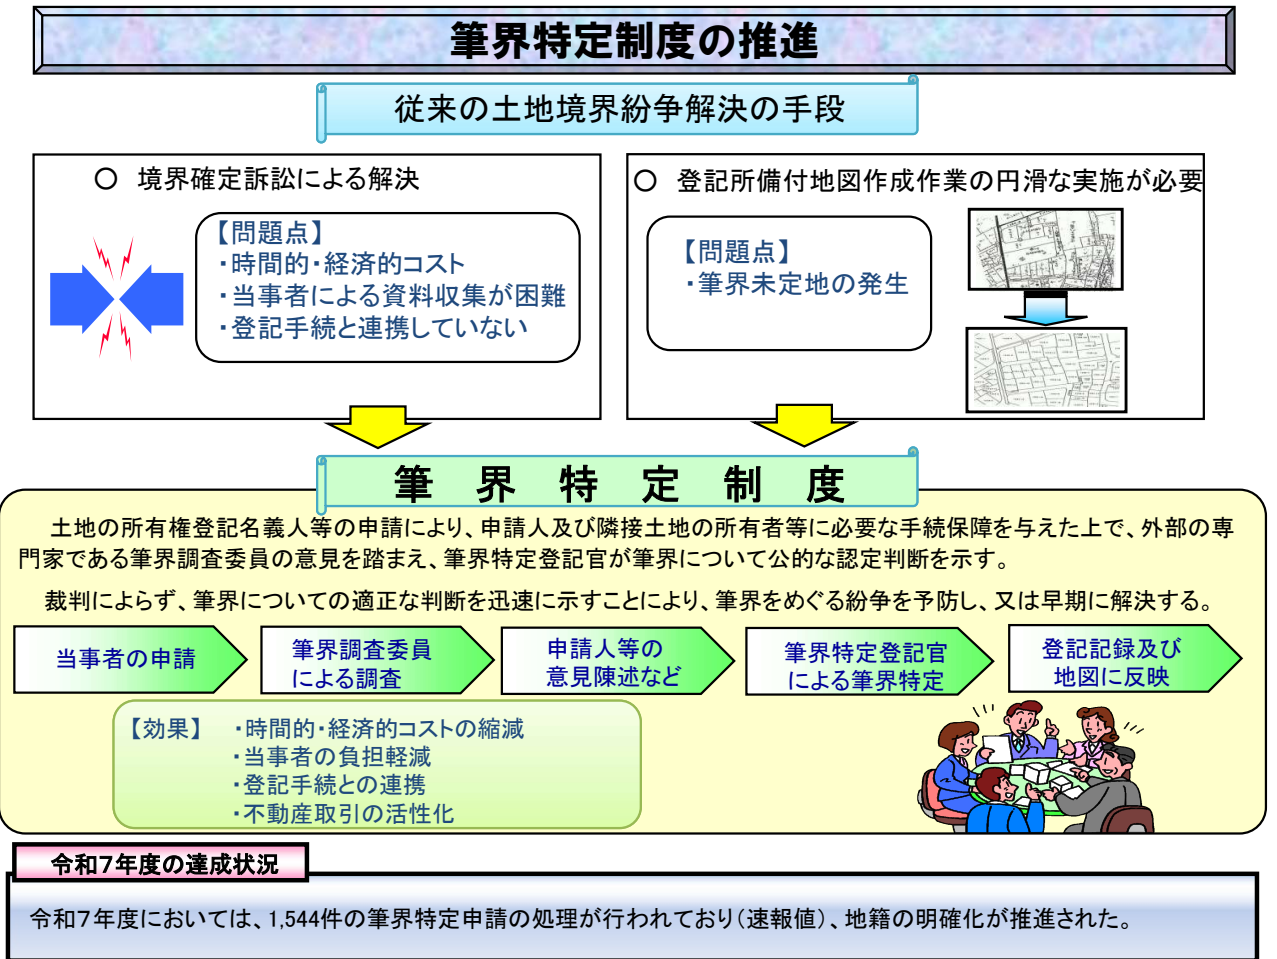 筆界特定制度の推進
従来の土地境界紛争解決の手段
○ 境界確定訴訟による解決
【問題点】
・時間的・経済的コスト
・当事者による資料収集が困難
・登記手続と連携していない
○ 登記所備付地図作成作業の円滑な実施が必要
【問題点】
・筆界未定地の発生
筆界特定制度
土地の所有権登記名義人等の申請により、申請人及び隣接土地の所有者等に必要な手続保障を与えた上で、外部の専
門家である筆界調査委員の意見を踏まえ、筆界特定登記官が筆界について公的な認定判断を示す。
裁判によらず、筆界についての適正な判断を迅速に示すことにより、筆界をめぐる紛争を予防し、又は早期に解決する。
当事者の申請
筆界調査委員
による調査
申請人等の
意見陳述など
筆界特定登記官
による筆界特定
登記記録及び
地図に反映
【効果】 ・時間的・経済的コストの縮減
・当事者の負担軽減
・登記手続との連携
・不動産取引の活性化
令和7年度の達成状況
令和7年度においては、1,544件の筆界特定申請の処理が行われており(速報値)、地籍の明確化が推進された。